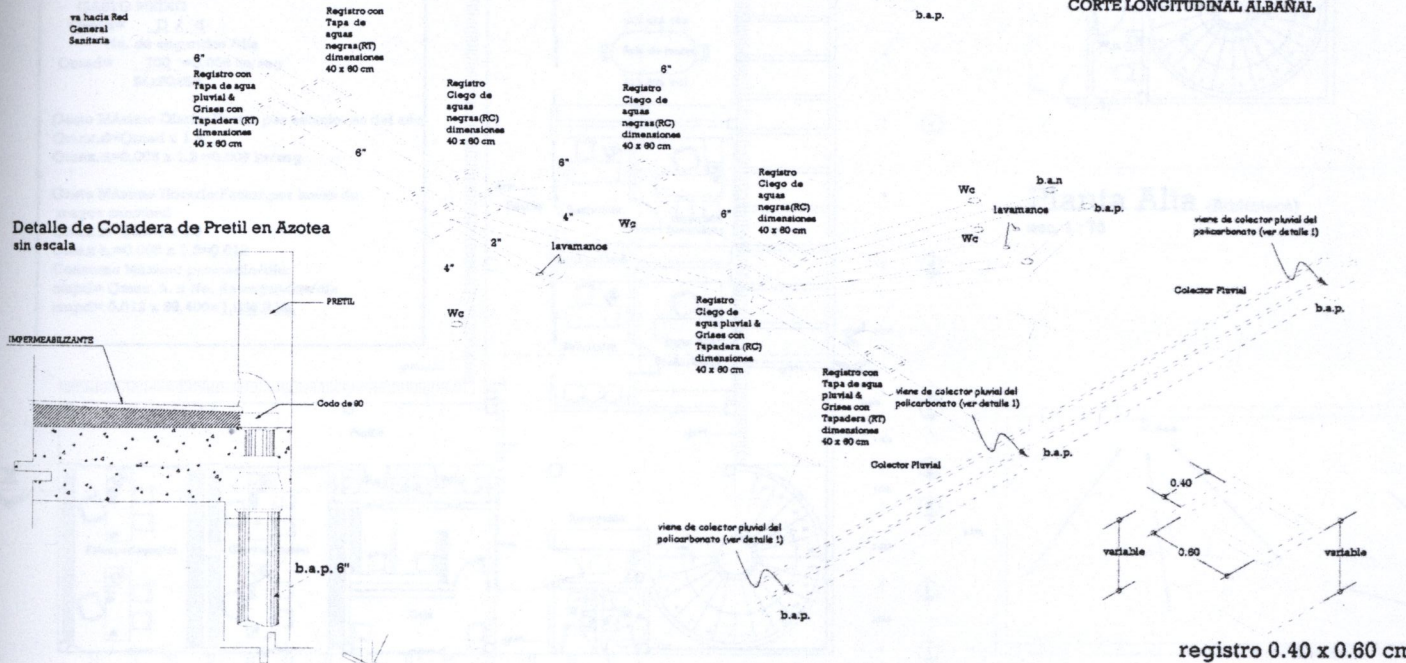 va hacia Red
General
Sanitaria
Registro con
Tapa de
aguas
negras(RT)
dimensiones
40 x 60 cm
b.a.p.
CORTE LONGITUDINAL ALBAÑAL
6"
Registro con
Tapa de agua
pluvial &
Grises con
Tapadera (RT)
dimensiones
40 x 60 cm
6"
Registro
Ciego de
aguas
negras(RC)
dimensiones
40 x 60 cm
6"
Registro
Ciego de
aguas
negras(RC)
dimensiones
40 x 60 cm
6"
Registro
Ciego de
aguas
negras(RC)
dimensiones
40 x 60 cm
6"
4"
Wc
2"
lavamanos
4"
Wc
Wc
b.a.n
lavamanos
b.a.p.
Wc
viene de colector pluvial del
policarbonato (ver detalle 1)
Colector Pluvial
b.a.p.
Detalle de Coladera de Pretil en Azotea
sin escala
PRETIL
IMPERMEABILIZANTE
Codo de 90
b.a.p. 6"
Registro
Ciego de
agua pluvial &
Grises con
Tapadera (RC)
dimensiones
40 x 60 cm
Registro con
Tapa de agua
pluvial &
Grises con
Tapadera (RT)
dimensiones
40 x 60 cm
viene de colector pluvial del
policarbonato (ver detalle 1)
Colector Pluvial
b.a.p.
viene de colector pluvial del
policarbonato (ver detalle 1)
b.a.p.
0.40
variable
0.60
variable
registro 0.40 x 0.60 cm